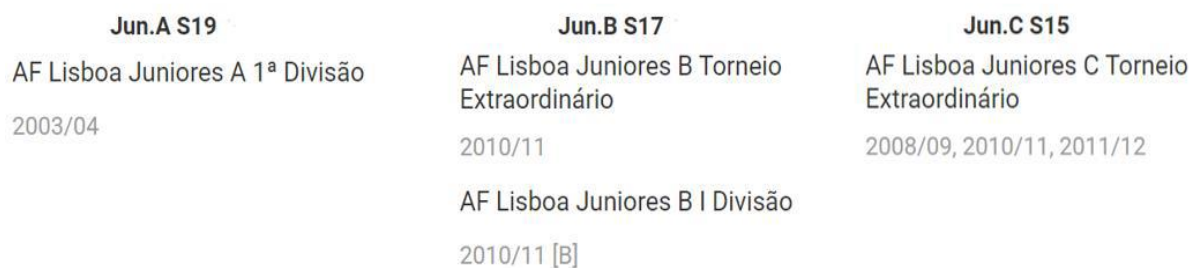 Jun.A S19
AF Lisboa Juniores A 1ª Divisão
2003/04
Jun.B S17
AF Lisboa Juniores B Torneio
Extraordinário
2010/11
AF Lisboa Juniores B I Divisão
2010/11 [B]
Jun.C S15
AF Lisboa Juniores C Torneio
Extraordinário
2008/09, 2010/11, 2011/12